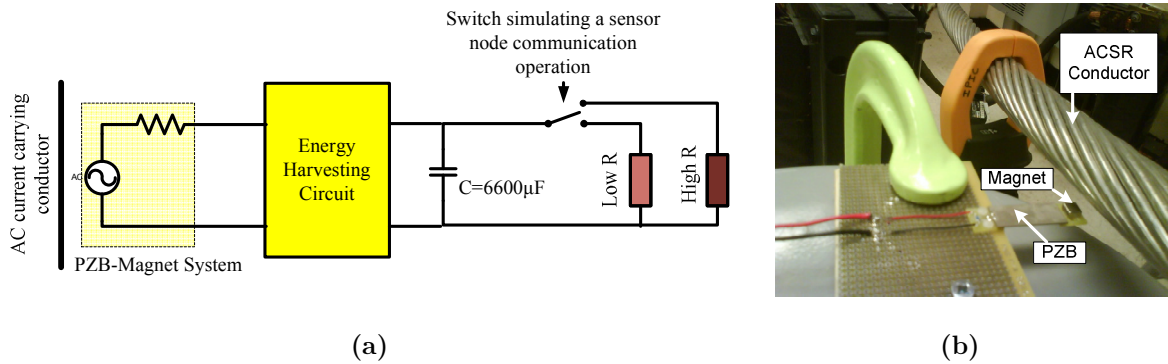 Switch simulating a
sensor
node communication
operation
AC current carrying
conductor
AC
Energy
Harvesting
Circuit
C=6600μF
Low R
High R
PZB-Magnet System
(a)
IPIC
ACSR
Conductor
Magnet
PZB
(b)